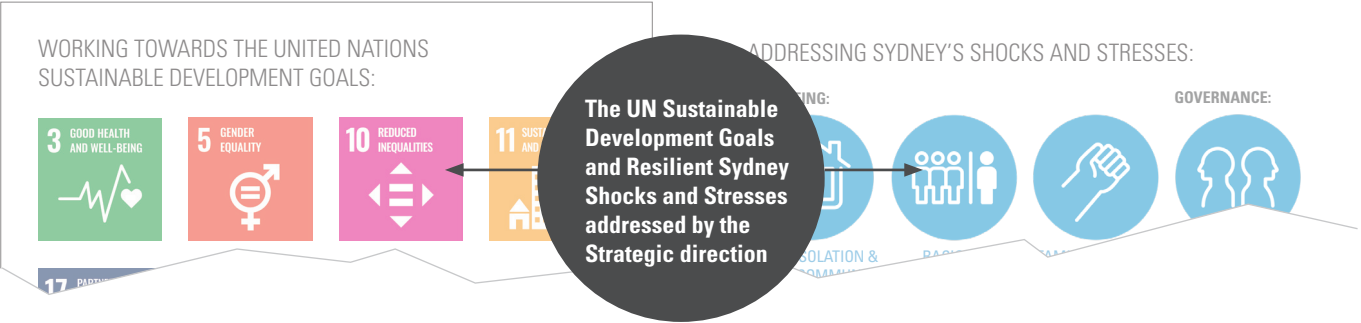 WORKING TOWARDS THE UNITED NATIONS
SUSTAINABLE DEVELOPMENT GOALS:
3 GOOD HEALTH
AND WELL-BEING
5 GENDER
EQUALITY
10 REDUCED
INEQUALITIES
11
AND
17
The UN Sustainable
Development Goals
and Resilient Sydney
Shocks and Stresses
addressed by the
Strategic direction
ADDRESSING SYDNEY'S SHOCKS AND STRESSES:
GOVERNANCE: